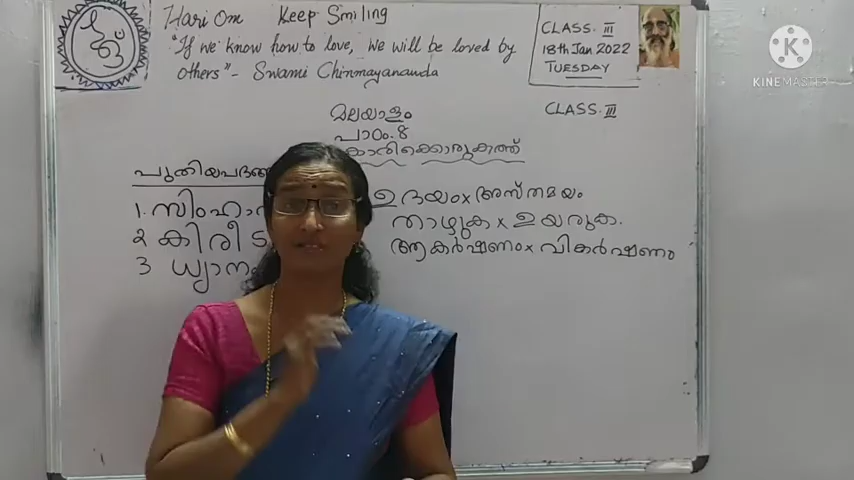 Hari Om Keep Smiling
"If we know how to love, we will be loved by
others" - Swami Chinmayananda
CLASS. III
18th Jan 2022
TUESDAY
മലയാളം
CLASS. III
പാഠം. 8
പുതിയപദങ്ങ
1. സിംഹാ
2 കിരീട
3 ധ്യാന
ഉദയം x അസ്തമയം
താഴുക x ഉയരുക.
ആകർഷണം x വികർഷണം
K
KINEMASTER